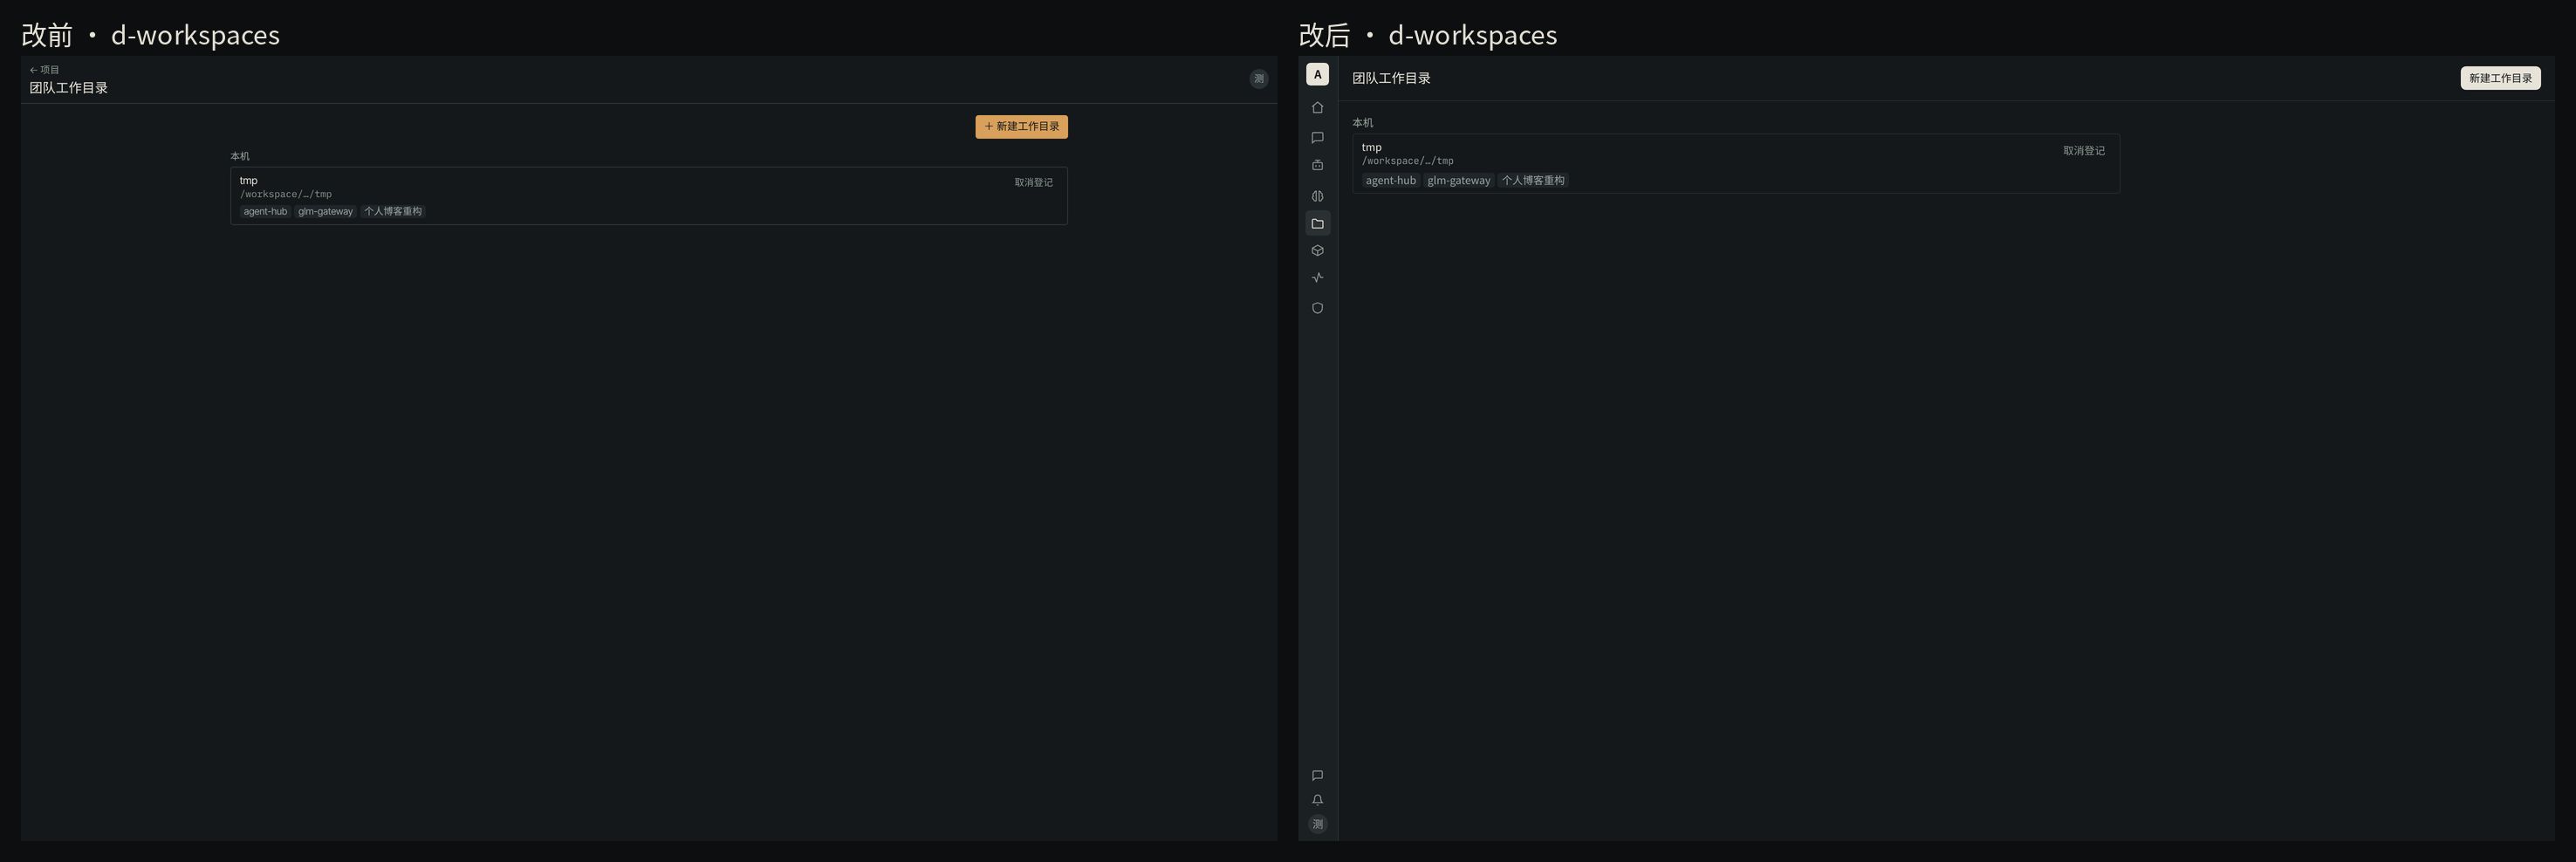 改前 · d-workspaces
← 项目
团队工作目录
测
+ 新建工作目录
本机
tmp
取消登记
/workspace/…/tmp
agent-hub glm-gateway 个人博客重构
改后 · d-workspaces
A
团队工作目录
新建工作目录
本机
tmp
取消登记
/workspace/…/tmp
agent-hub glm-gateway 个人博客重构
测